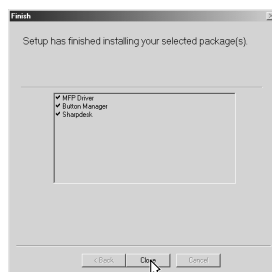 Finish
Setup has finished installing your selected package(s).
MFP Driver
Button Manager
Sharpdesk
< Back
Close
Cancel